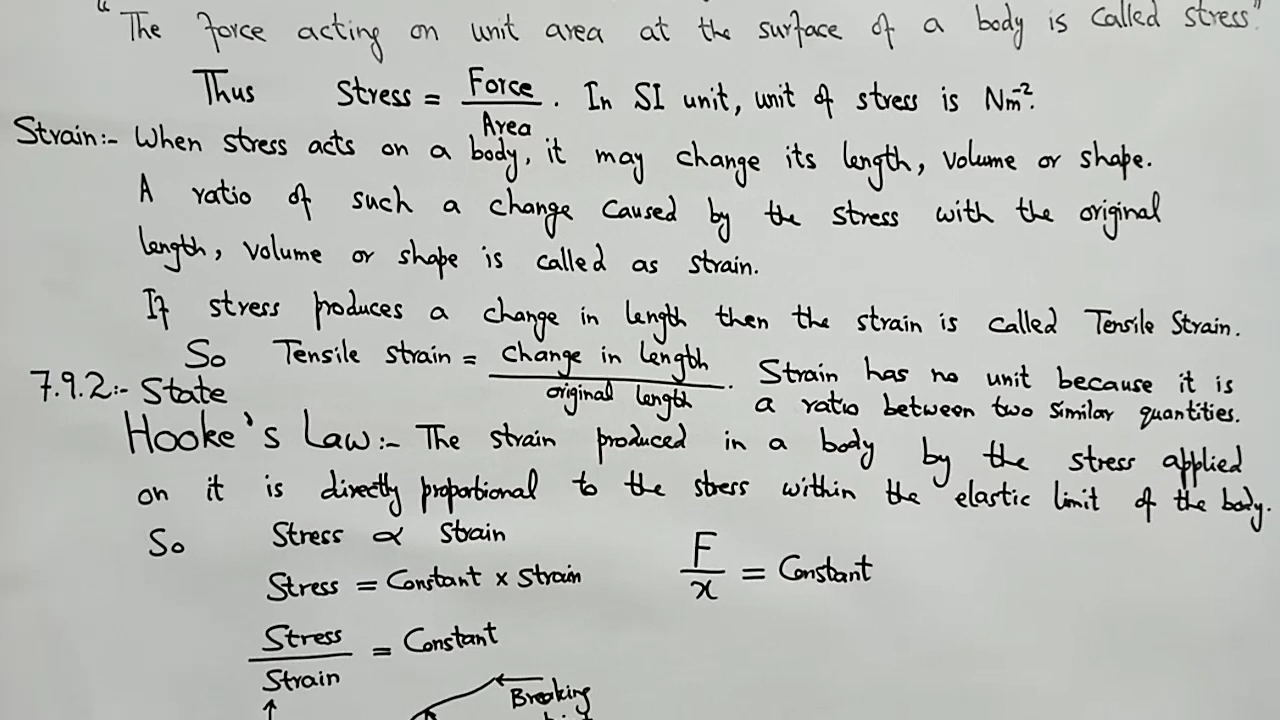 "The force acting on unit area at the surface of a body is called stress".
Thus Stress = Force/Area. In SI unit, unit of stress is Nm⁻².
Strain:- When stress acts on a body, it may change its length, volume or shape.
A ratio of such a change caused by the stress with the original
length, volume or shape is called as strain.
If stress produces a change in length then the strain is called Tensile Strain.
So Tensile strain = change in length/original length. Strain has no unit because it is
a ratio between two similar quantities.
7.9.2:- State
Hooke's Law:- The strain produced in a body by the stress applied
on it is directly proportional to the stress within the elastic limit of the body.
So Stress ∝ Strain
Stress = Constant x Strain
F/x = Constant
Stress/Strain = Constant
Breaking